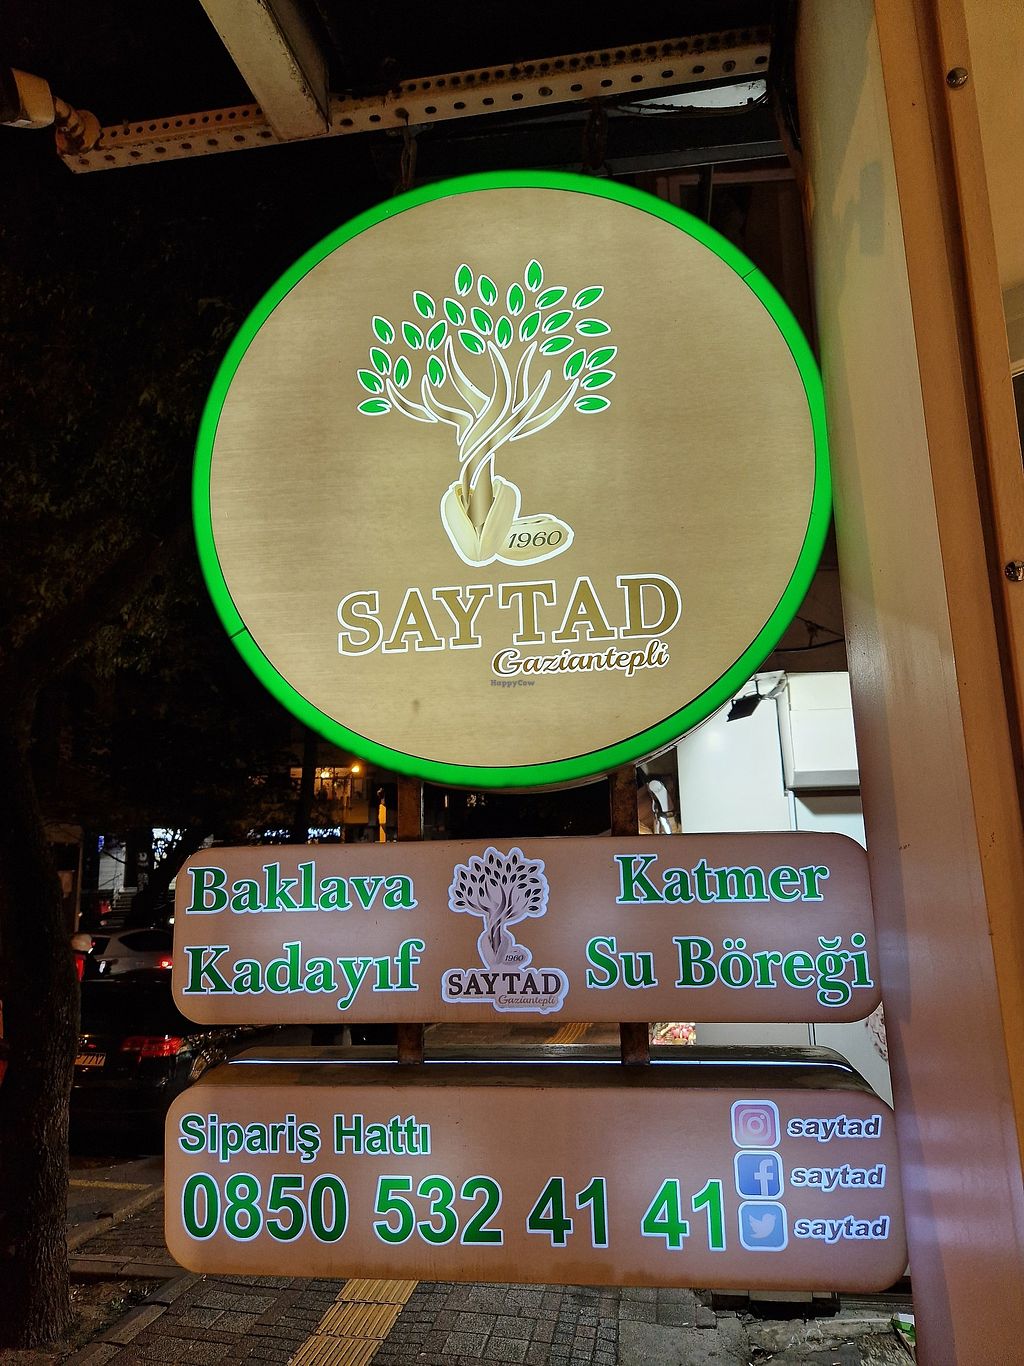 1960
SAYTAD
Gaziantepli
HappyCow
Baklava
Katmer
Kadayıf
Su Böreği
1960
SAYTAD
Gaziantepli
Sipariş Hattı
0850 532 41 41
saytad
saytad
saytad